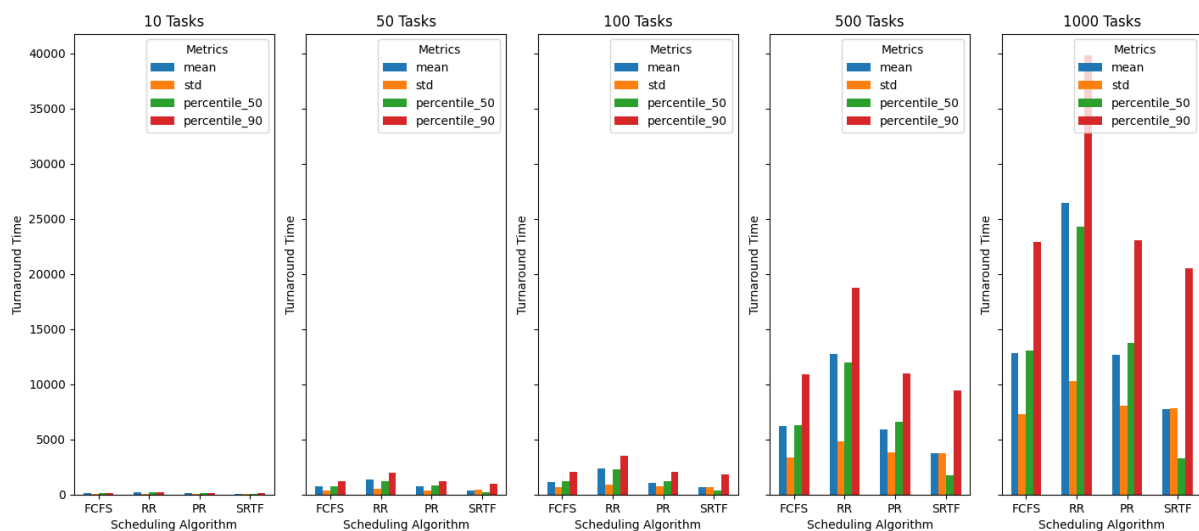 10 Tasks
50 Tasks
100 Tasks
500 Tasks
1000 Tasks
Turnaround Time
40000
35000
30000
25000
20000
15000
10000
5000
0
Metrics
mean
std
percentile_50
percentile_90
FCFS RR PR SRTF
Scheduling Algorithm
Turnaround Time
Metrics
mean
std
percentile_50
percentile_90
FCFS RR PR SRTF
Scheduling Algorithm
Turnaround Time
Metrics
mean
std
percentile_50
percentile_90
FCFS RR PR SRTF
Scheduling Algorithm
Turnaround Time
Metrics
mean
std
percentile_50
percentile_90
FCFS RR PR SRTF
Scheduling Algorithm
Turnaround Time
Metrics
mean
std
percentile_50
percentile_90
FCFS RR PR SRTF
Scheduling Algorithm